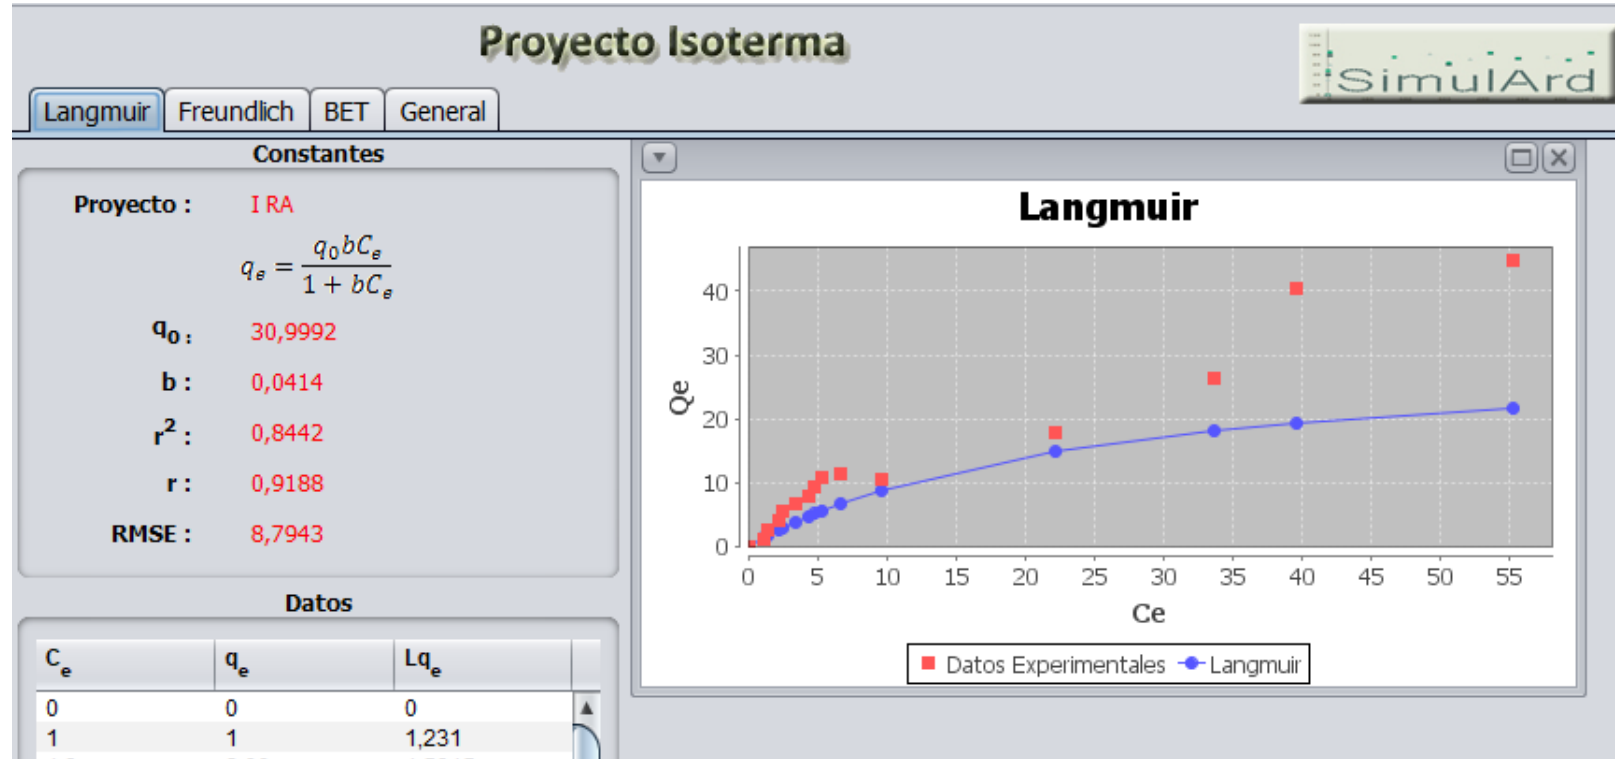 Proyecto Isoterma
SimulArd
Langmuir Freundlich BET General
Constantes
Proyecto : I RA
qₑ = q₀bCₑ / 1 + bCₑ
q₀ : 30,9992
b : 0,0414
r² : 0,8442
r : 0,9188
RMSE : 8,7943
Datos
Cₑ qₑ Lqₑ
0 0 0
1 1 1,231
Langmuir
Qe
40
30
20
10
0
0 5 10 15 20 25 30 35 40 45 50 55
Ce
Datos Experimentales Langmuir